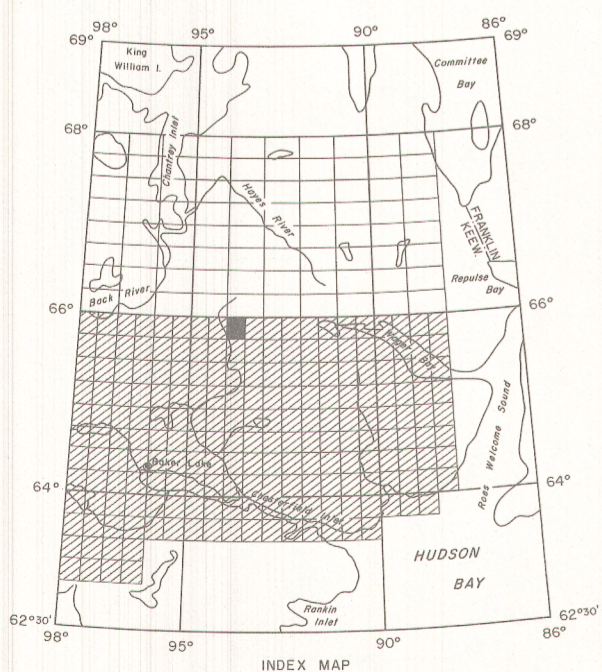 98°
95°
90°
86°
69°
69°
King
William I.
Committee
Bay
68°
68°
Chantrey Inlet
Hayes
River
FRANKLIN
KEEW.
Repulse
Bay
Back River
66°
66°
Wager Bay
Roes Welcome Sound
Baker Lake
64°
64°
Chesterfield Inlet
HUDSON
BAY
Rankin
Inlet
62°30'
62°30'
98°
95°
90°
86°
INDEX MAP